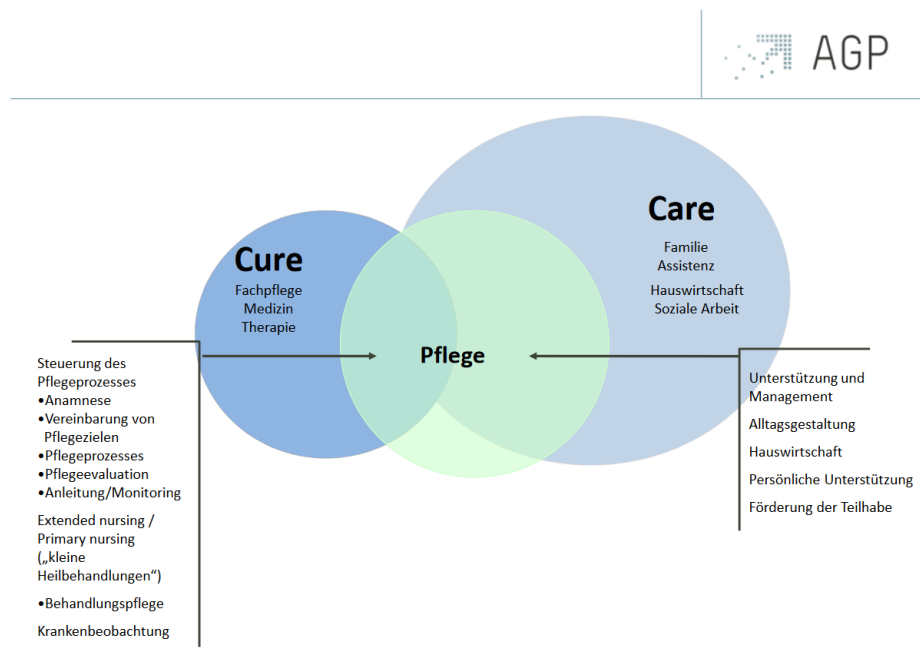 AGP
Care
Familie
Assistenz
Hauswirtschaft
Soziale Arbeit
Cure
Fachpflege
Medizin
Therapie
Pflege
Steuerung des
Pflegeprozesses
•Anamnese
•Vereinbarung von
Pflegezielen
•Pflegeprozesses
•Pflegeevaluation
•Anleitung/Monitoring
Extended nursing /
Primary nursing
(„kleine
Heilbehandlungen“)
•Behandlungspflege
Krankenbeobachtung
Unterstützung und
Management
Alltagsgestaltung
Hauswirtschaft
Persönliche Unterstützung
Förderung der Teilhabe